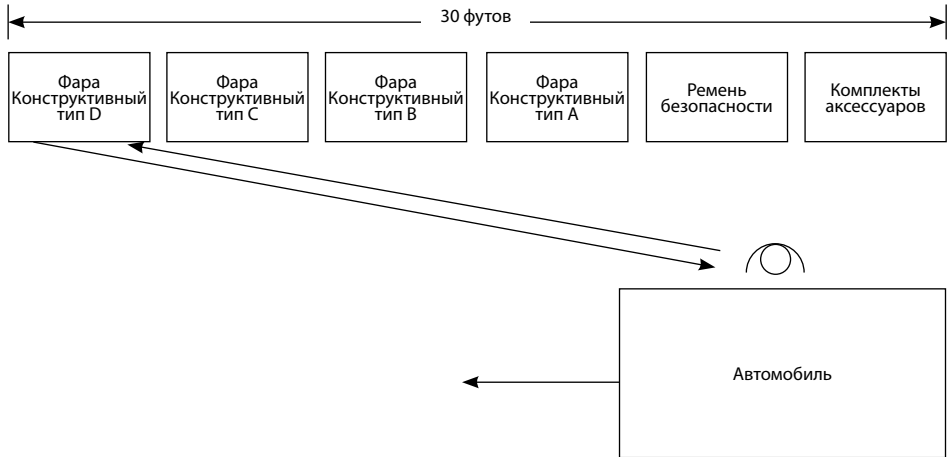 30 футов
Фара
Конструктивный
тип D
Фара
Конструктивный
тип C
Фара
Конструктивный
тип B
Фара
Конструктивный
тип A
Ремень
безопасности
Комплекты
аксессуаров
Автомобиль